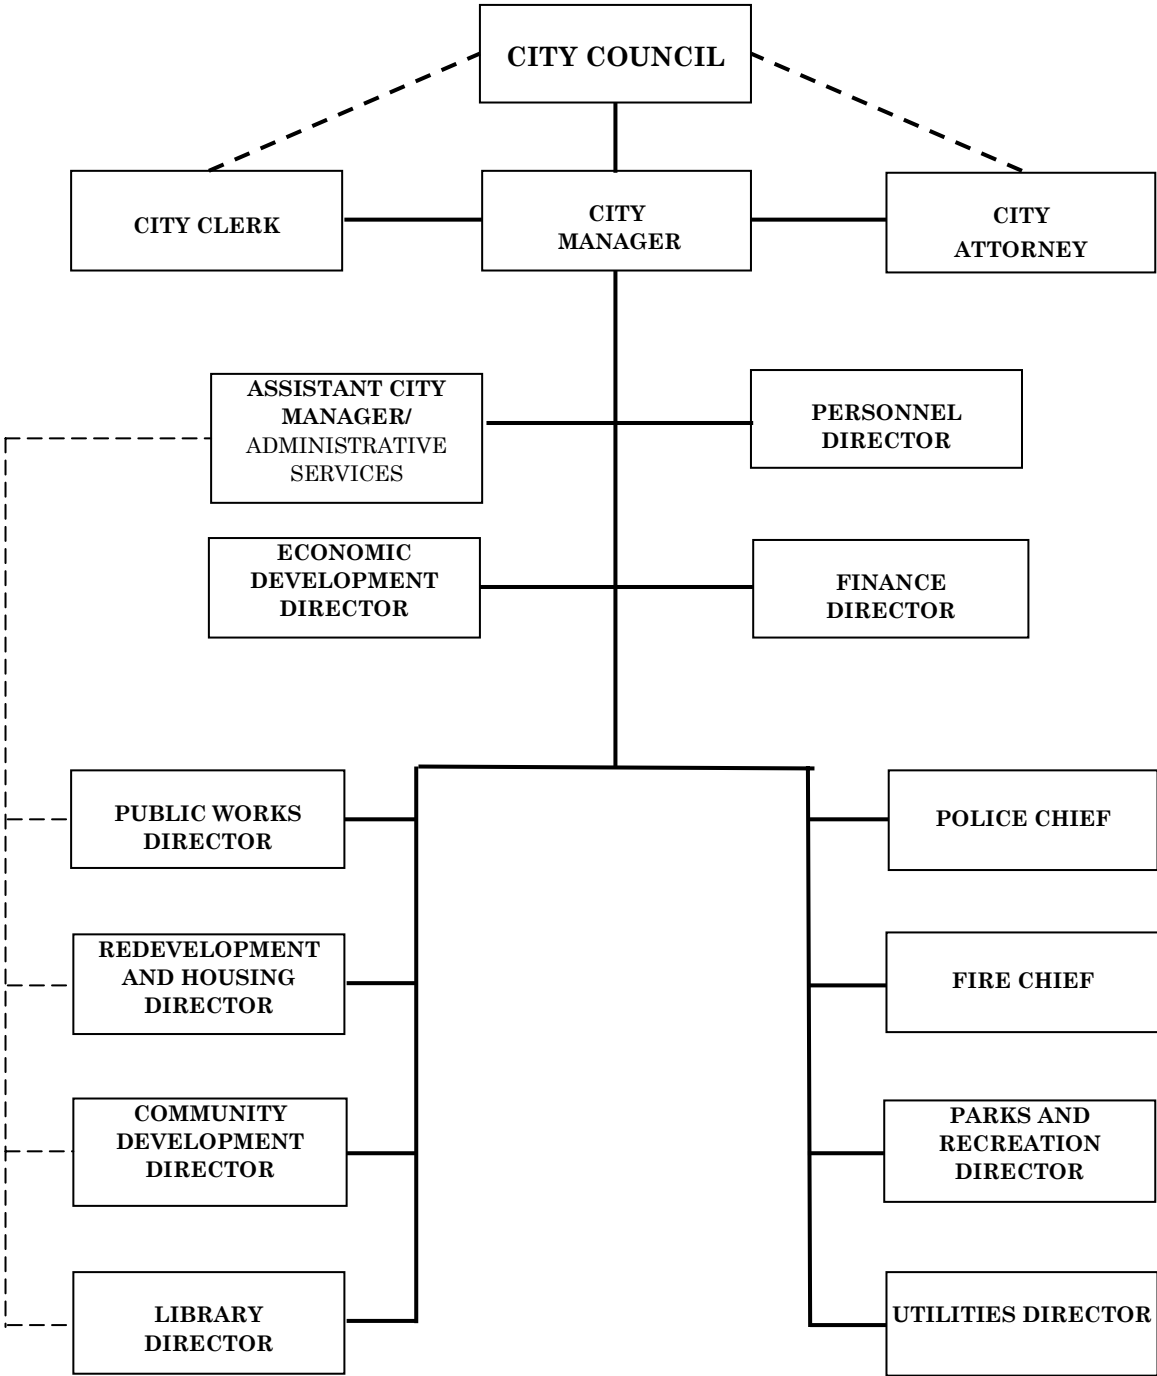 CITY COUNCIL
CITY CLERK
CITY
MANAGER
CITY
ATTORNEY
ASSISTANT CITY
MANAGER/
ADMINISTRATIVE
SERVICES
PERSONNEL
DIRECTOR
ECONOMIC
DEVELOPMENT
DIRECTOR
FINANCE
DIRECTOR
PUBLIC WORKS
DIRECTOR
POLICE CHIEF
REDEVELOPMENT
AND HOUSING
DIRECTOR
FIRE CHIEF
COMMUNITY
DEVELOPMENT
DIRECTOR
PARKS AND
RECREATION
DIRECTOR
LIBRARY
DIRECTOR
UTILITIES DIRECTOR